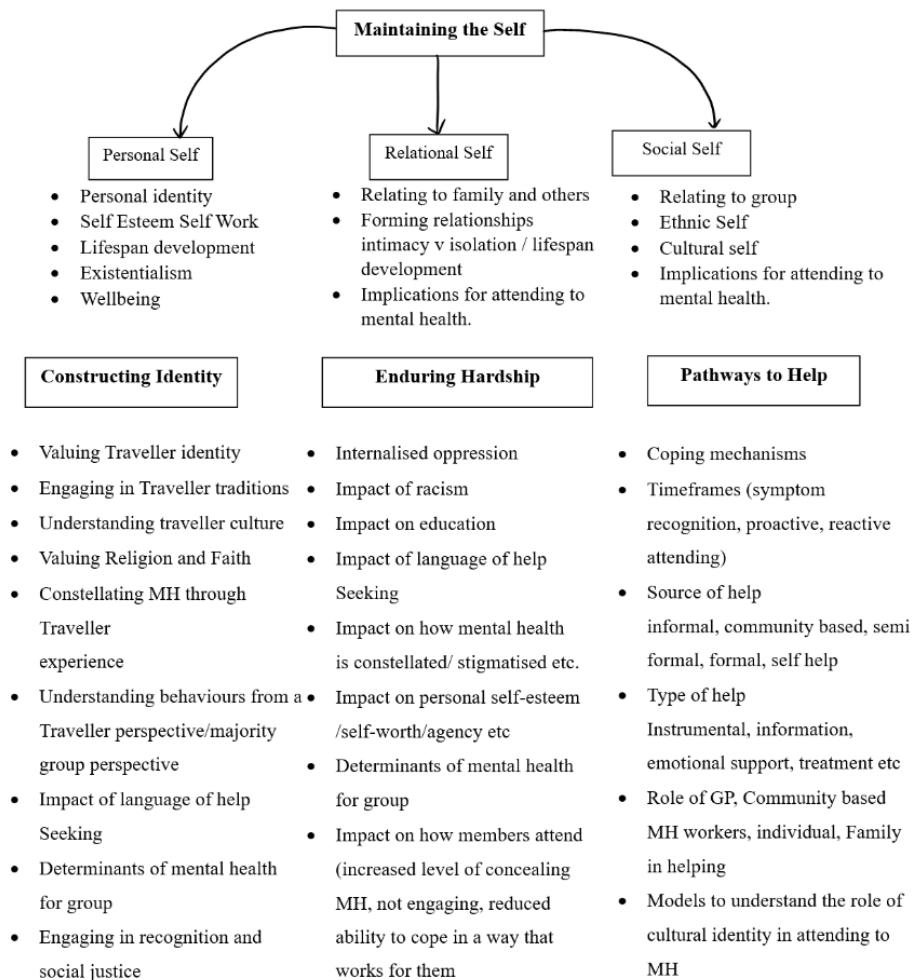 Maintaining the Self
Personal Self
• Personal identity
• Self Esteem Self Work
• Lifespan development
• Existentialism
• Wellbeing
Relational Self
• Relating to family and others
• Forming relationships
intimacy v isolation / lifespan
development
• Implications for attending to
mental health.
Social Self
• Relating to group
• Ethnic Self
• Cultural self
• Implications for attending to
mental health.
Constructing Identity
• Valuing Traveller identity
• Engaging in Traveller traditions
• Understanding traveller culture
• Valuing Religion and Faith
• Constellating MH through
Traveller
experience
• Understanding behaviours from a
Traveller perspective/majority
group perspective
• Impact of language of help
Seeking
• Determinants of mental health
for group
• Engaging in recognition and
social justice
Enduring Hardship
• Internalised oppression
• Impact of racism
• Impact on education
• Impact of language of help
Seeking
• Impact on how mental health
is constellated/ stigmatised etc.
• Impact on personal self-esteem
/self-worth/agency etc
• Determinants of mental health
for group
• Impact on how members attend
(increased level of concealing
MH, not engaging, reduced
ability to cope in a way that
works for them
Pathways to Help
• Coping mechanisms
• Timeframes (symptom
recognition, proactive, reactive
attending)
• Source of help
informal, community based, semi
formal, formal, self help
• Type of help
Instrumental, information,
emotional support, treatment etc
• Role of GP, Community based
MH workers, individual, Family
in helping
• Models to understand the role of
cultural identity in attending to
MH